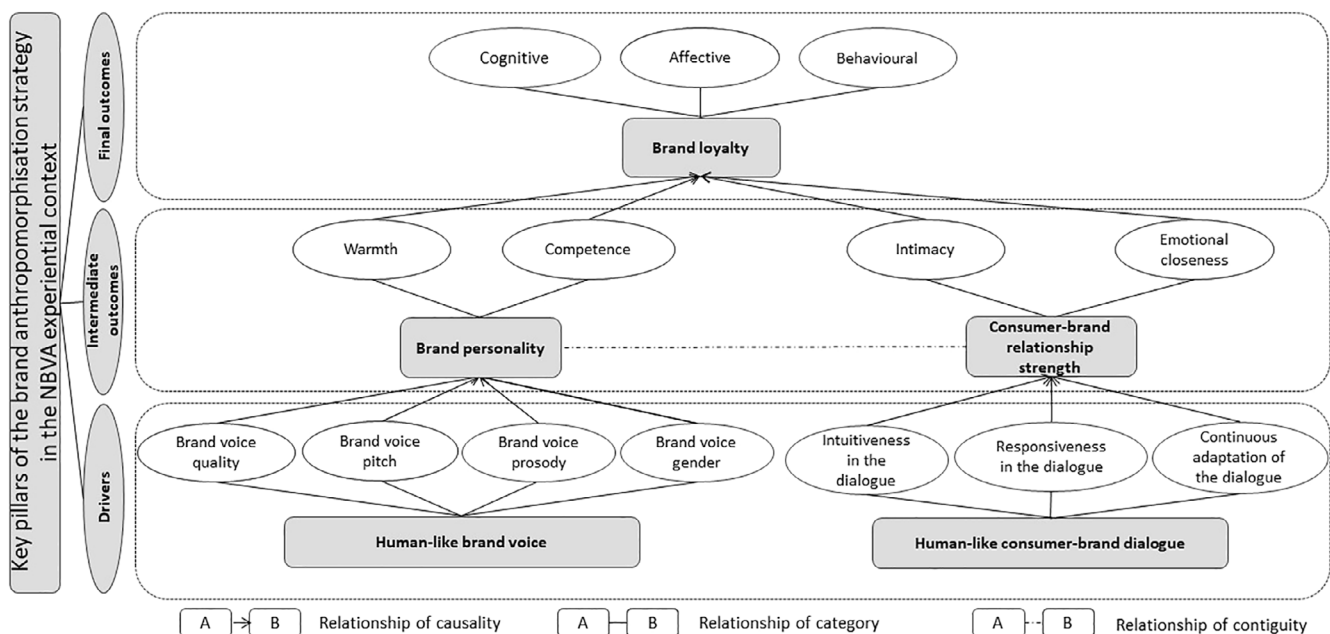 Key pillars of the brand anthropomorphisation strategy
in the NBVA experiential context
Final outcomes
Cognitive
Affective
Behavioural
Brand loyalty
Intermediate
outcomes
Warmth
Competence
Intimacy
Emotional
closeness
Brand personality
Consumer-brand
relationship
strength
Drivers
Brand voice
quality
Brand voice
pitch
Brand voice
prosody
Brand voice
gender
Intuitiveness
in the
dialogue
Responsiveness
in the dialogue
Continuous
adaptation of
the dialogue
Human-like brand voice
Human-like consumer-brand dialogue
A B Relationship of causality
A B Relationship of category
A B Relationship of contiguity